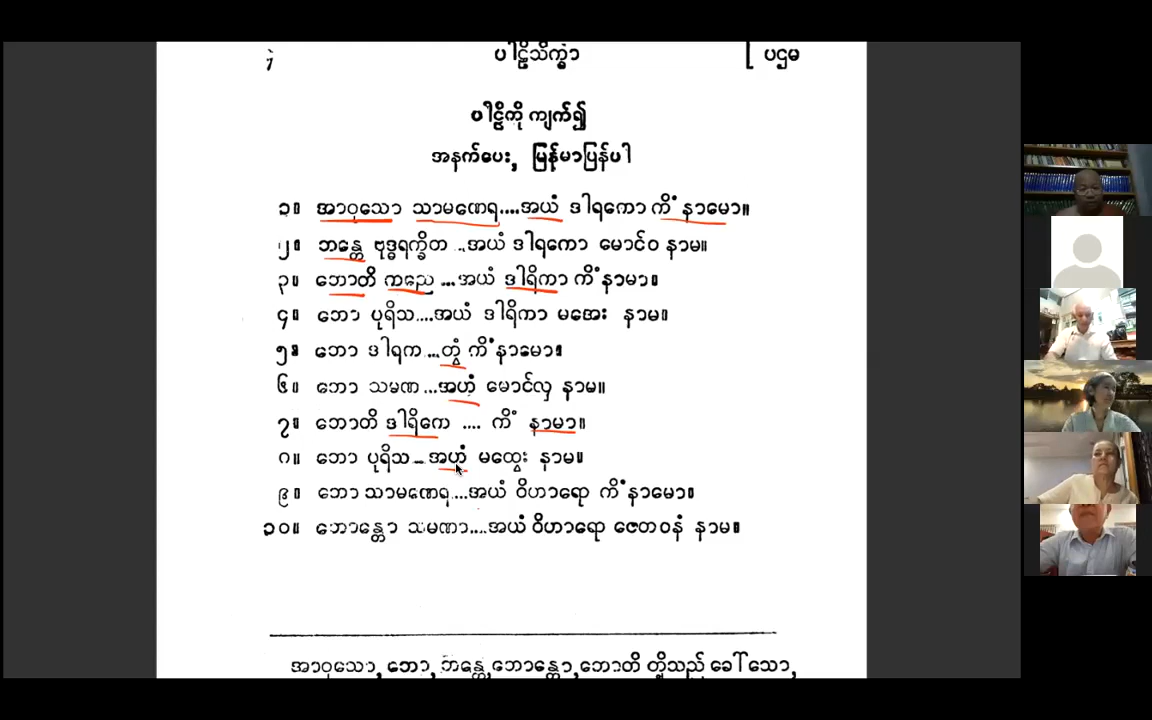 ပါဠိသိက္ခာ [ ပဌမ
ပါဠိကို ကျက်၍
အနက်ပေး, မြန်မာပြန်ပါ
၁။ အာဝုသော သာမဏေရ....အယံ ဒါရကော ကိံ နာမော။
၂။ ဘန္တေ ဗုဒ္ဓရက္ခိတ ...အယံ ဒါရကော မောင်ဝ နာမ။
၃။ ဘောတိ ကညေ ...အယံ ဒါရိကာ ကိံ နာမာ။
၄။ ဘော ပုရိသ....အယံ ဒါရိကာ မအေး နာမ။
၅။ ဘော ဒါရက ...တွံ ကိံ နာမော။
၆။ ဘော သမဏ ...အဟံ မောင်လှ နာမ။
၇။ ဘောတိ ဒါရိကေ .... ကိံ နာမာ။
၈။ ဘော ပုရိသ...အဟံ မထွေး နာမ။
၉။ ဘော သာမဏေရ...အယံ ဝိဟာရော ကိံ နာမော။
၁၀။ ဘောန္တော သမဏာ....အယံ ဝိဟာရော ဇေတဝနံ နာမ။
အာဝုသော, ဘော, ဘန္တေ, ဘောန္တော, ဘောတိ တို့သည် ခေါ်သော,